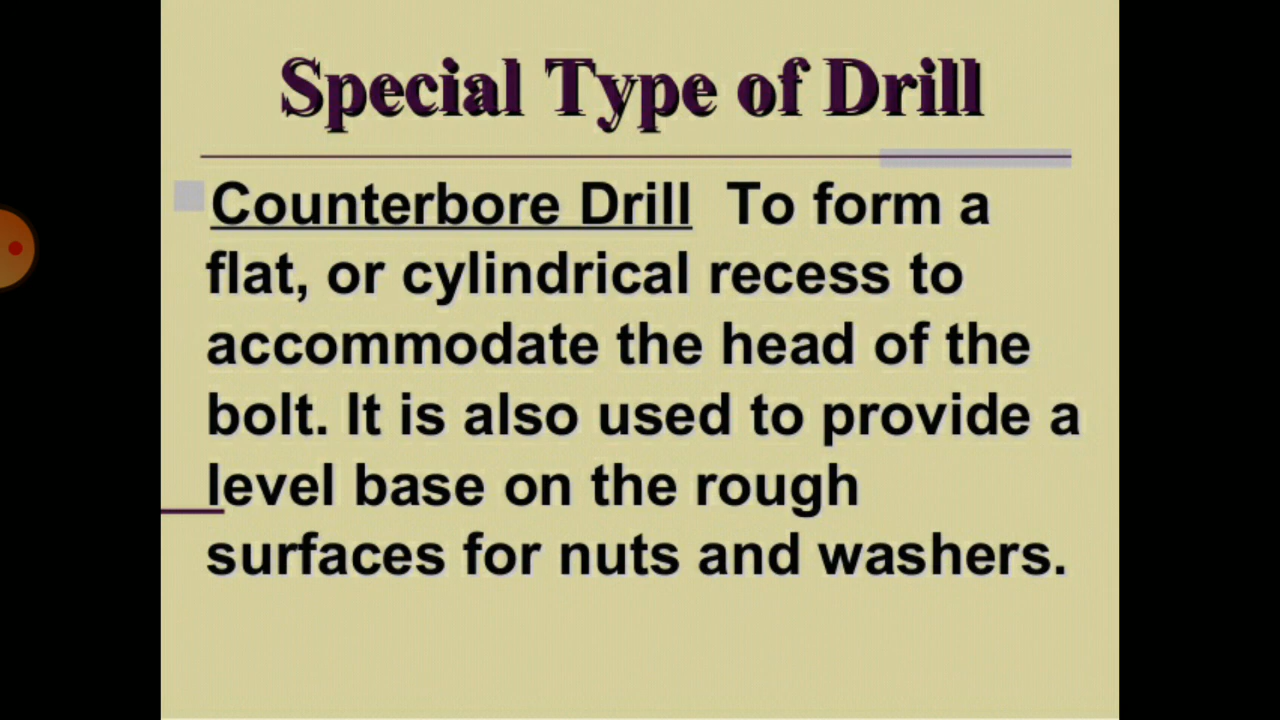 Special Type of Drill
Counterbore Drill To form a
flat, or cylindrical recess to
accommodate the head of the
bolt. It is also used to provide a
level base on the rough
surfaces for nuts and washers.